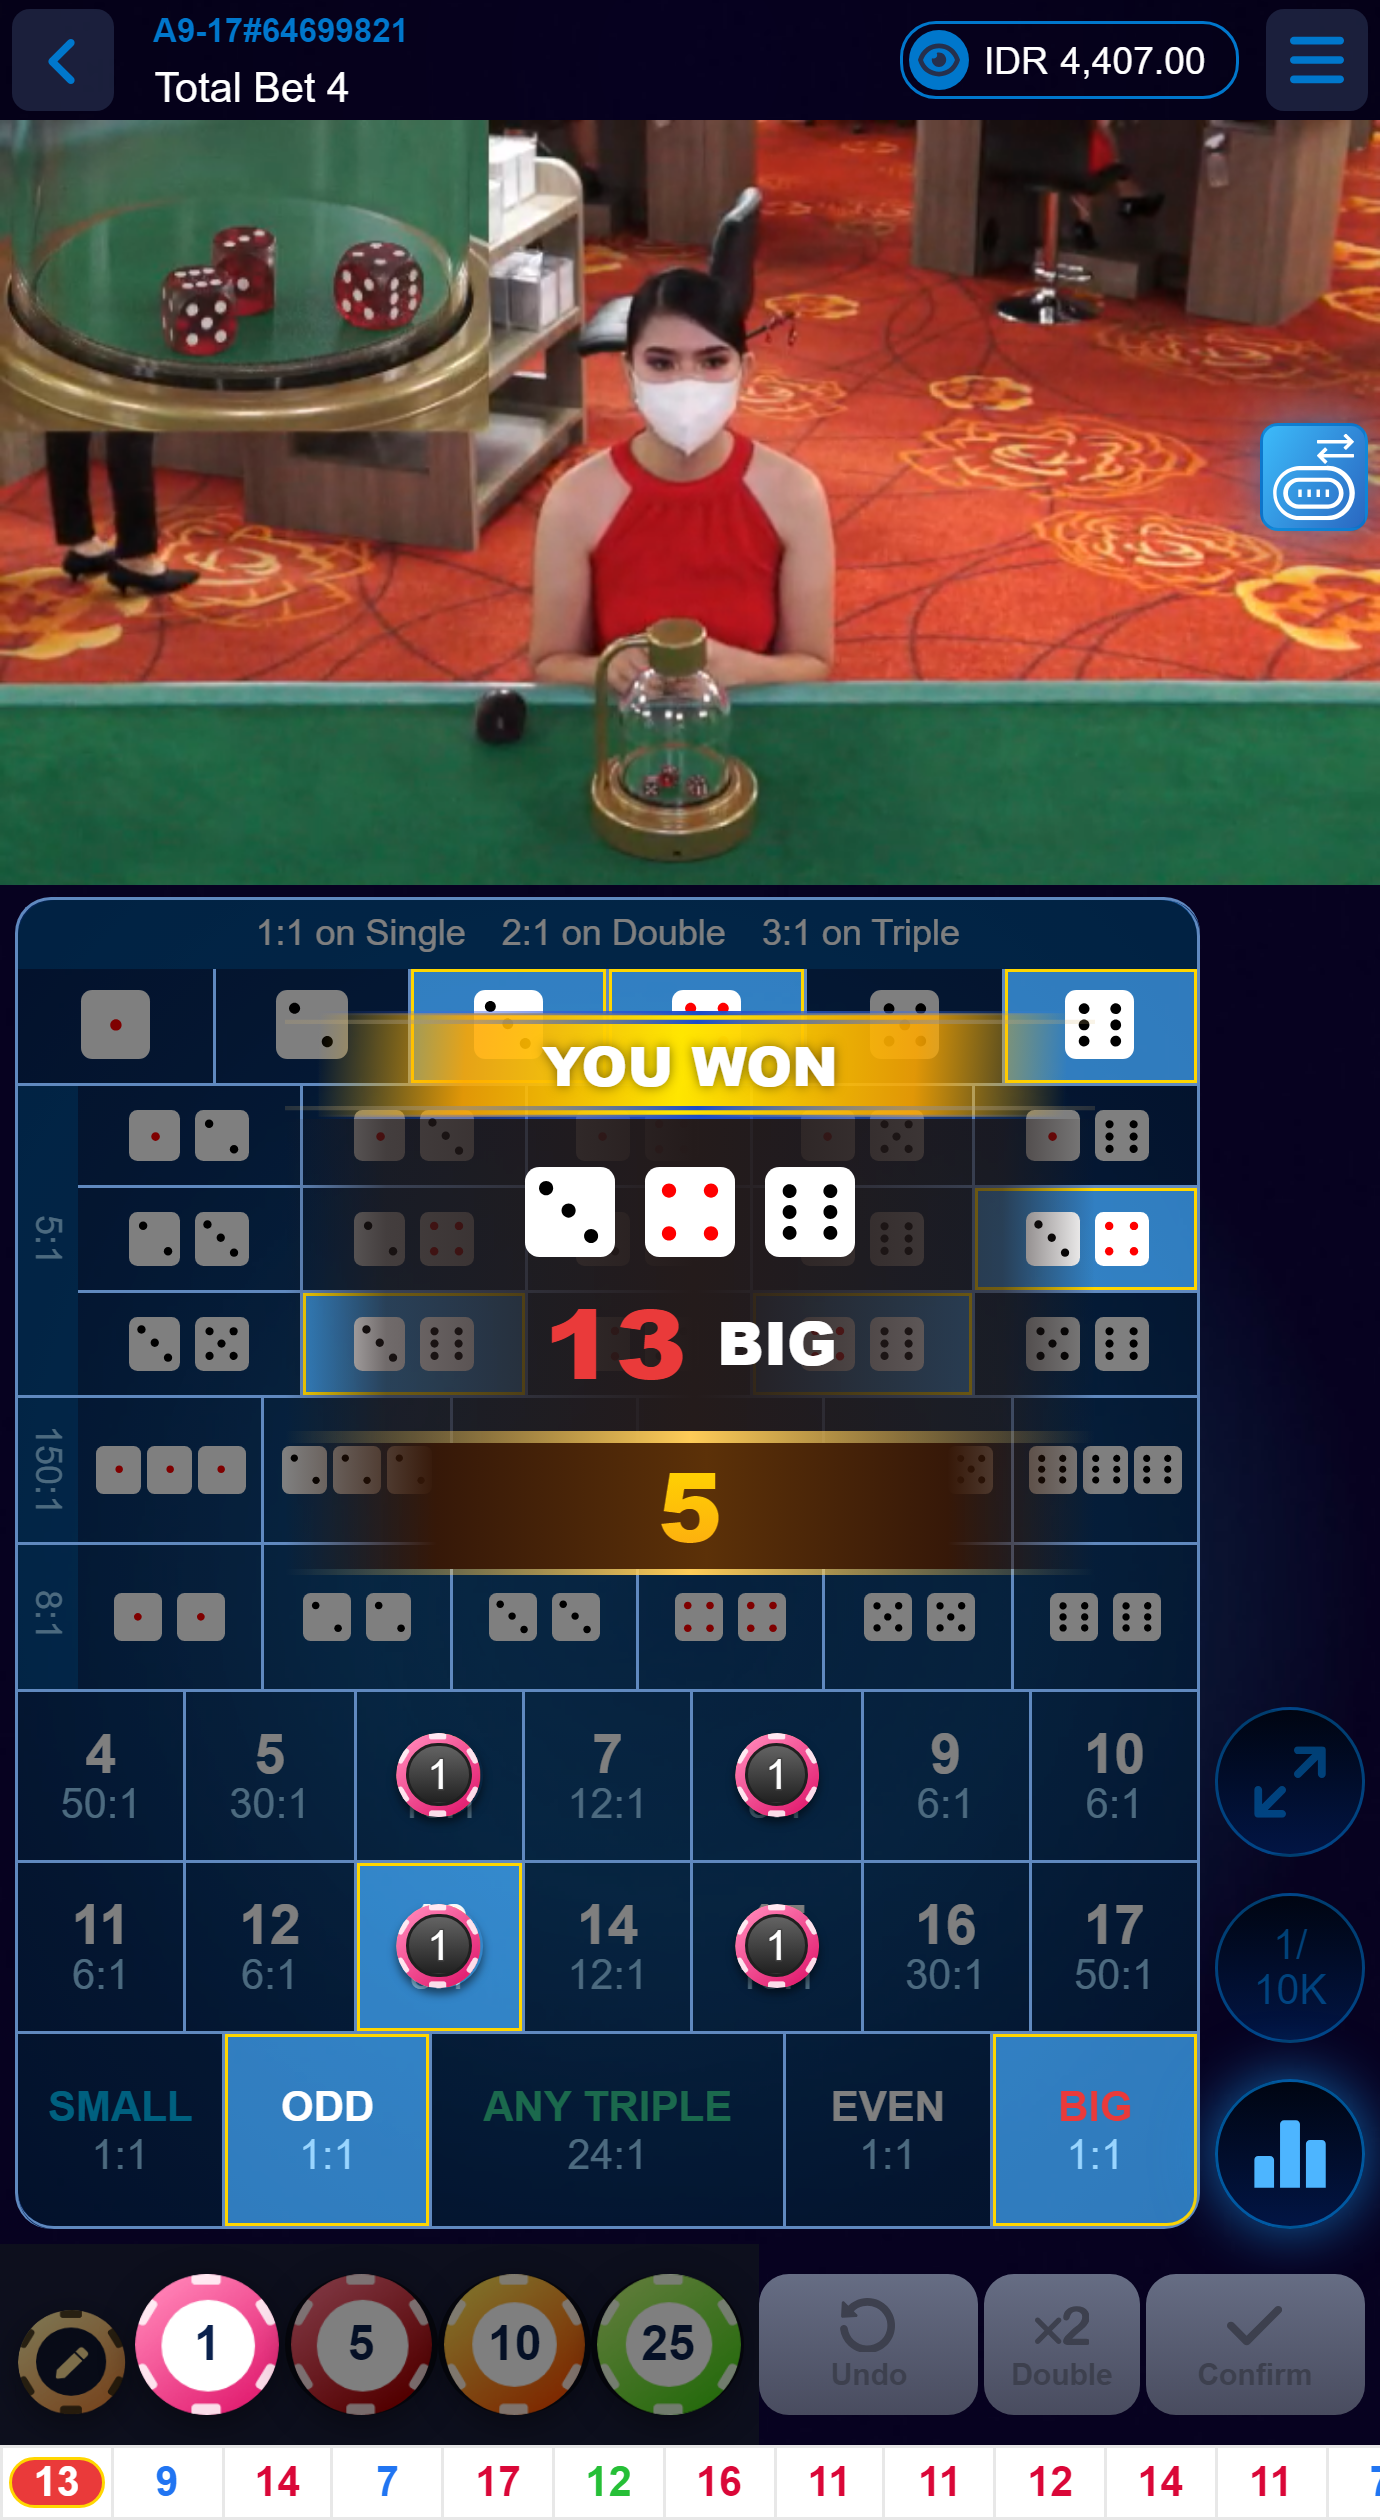 A9-17#64699821
Total Bet 4
IDR 4,407.00
1:1 on Single 2:1 on Double 3:1 on Triple
YOU WON
5:1
13 BIG
150:1
5
8:1
4 5 1 7 1 9 10
50:1 30:1 12:1 6:1 6:1
11 12 1 14 1 16 17
6:1 6:1 12:1 30:1 50:1
1/
10K
SMALL ODD ANY TRIPLE EVEN BIG
1:1 1:1 24:1 1:1 1:1
1 5 10 25
Undo
x2
Double
Confirm
13 9 14 7 17 12 16 11 11 12 14 11